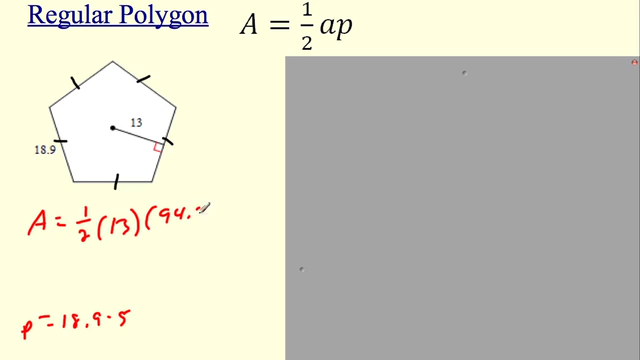 Regular Polygon
A = 1/2 ap
13
18.9
A = 1/2 (13) (94.
p = 18.9 · 5